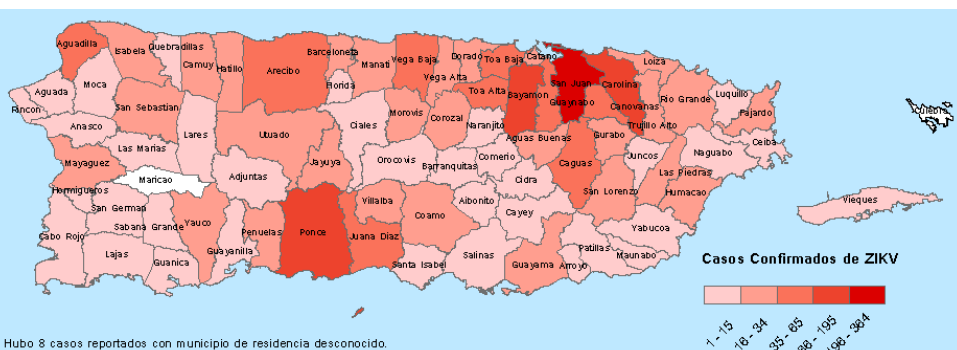 Aguadilla
Isabela
Quebradillas
Camuy
Hatillo
Arecibo
Barceloneta
Manati
Vega Baja
Vega Alta
Dorado
Toa Baja
Toa Alta
Catano
Bayamon
San Juan
Guaynabo
Carolina
Loiza
Canovanas
Rio Grande
Luquillo
Fajardo
Culebra
Moca
Aguada
Rincon
San Sebastian
Anasco
Las Marias
Lares
Utuado
Florida
Ciales
Morovis
Corozal
Naranjito
Aguas Buenas
Trujillo Alto
Gurabo
Caguas
Juncos
Naguabo
Ceiba
Las Piedras
San Lorenzo
Humacao
Mayaguez
Maricao
Adjuntas
Jayuya
Orocovis
Barranquitas
Comerio
Cidra
Hormigueros
San German
Sabana Grande
Cabo Rojo
Lajas
Guanica
Yauco
Guayanilla
Penuelas
Ponce
Villalba
Juana Diaz
Coamo
Aibonito
Cayey
Salinas
Santa Isabel
Guayama
Arroyo
Patillas
Maunabo
Yabucoa
Vieques
Casos Confirmados de ZIKV
1 - 15
16 - 34
35 - 65
Hubo 8 casos reportados con municipio de residencia desconocido.